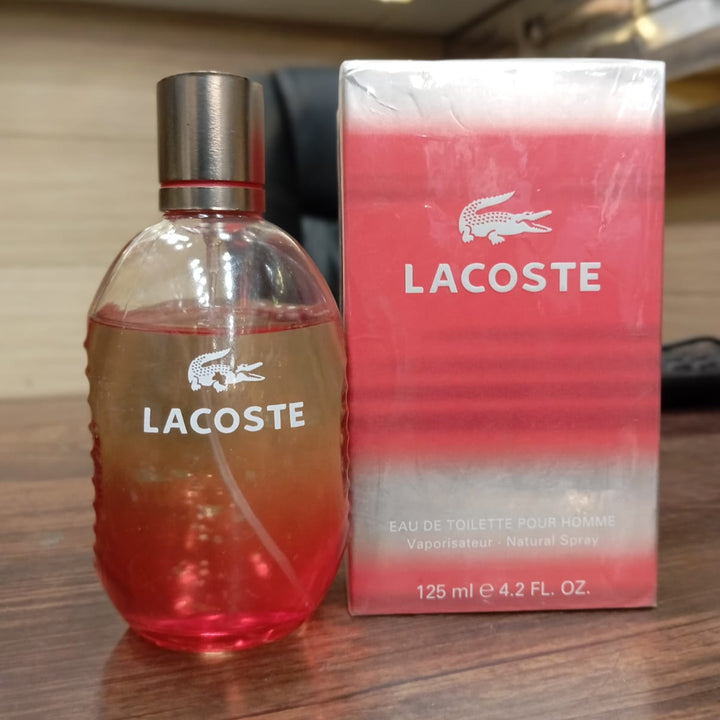 LACOSTE
LACOSTE
EAU DE TOILETTE POUR HOMME
Vaporisateur · Natural Spray
125 ml ℮ 4.2 FL. OZ.